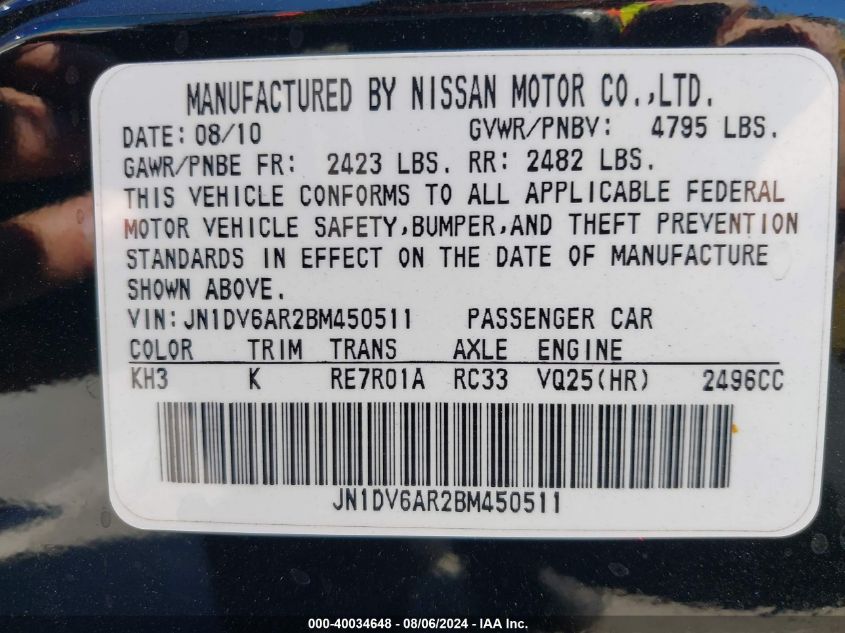 MANUFACTURED BY NISSAN MOTOR CO.,LTD.
DATE: 08/10 GVWR/PNBV: 4795 LBS.
GAWR/PNBE FR: 2423 LBS. RR: 2482 LBS.
THIS VEHICLE CONFORMS TO ALL APPLICABLE FEDERAL
MOTOR VEHICLE SAFETY,BUMPER,AND THEFT PREVENTION
STANDARDS IN EFFECT ON THE DATE OF MANUFACTURE
SHOWN ABOVE.
VIN:JN1DV6AR2BM450511 PASSENGER CAR
COLOR TRIM TRANS AXLE ENGINE
KH3 K RE7R01A RC33 VQ25(HR) 2496CC
JN1DV6AR2BM450511
000-40034648 - 08/06/2024 - IAA Inc.